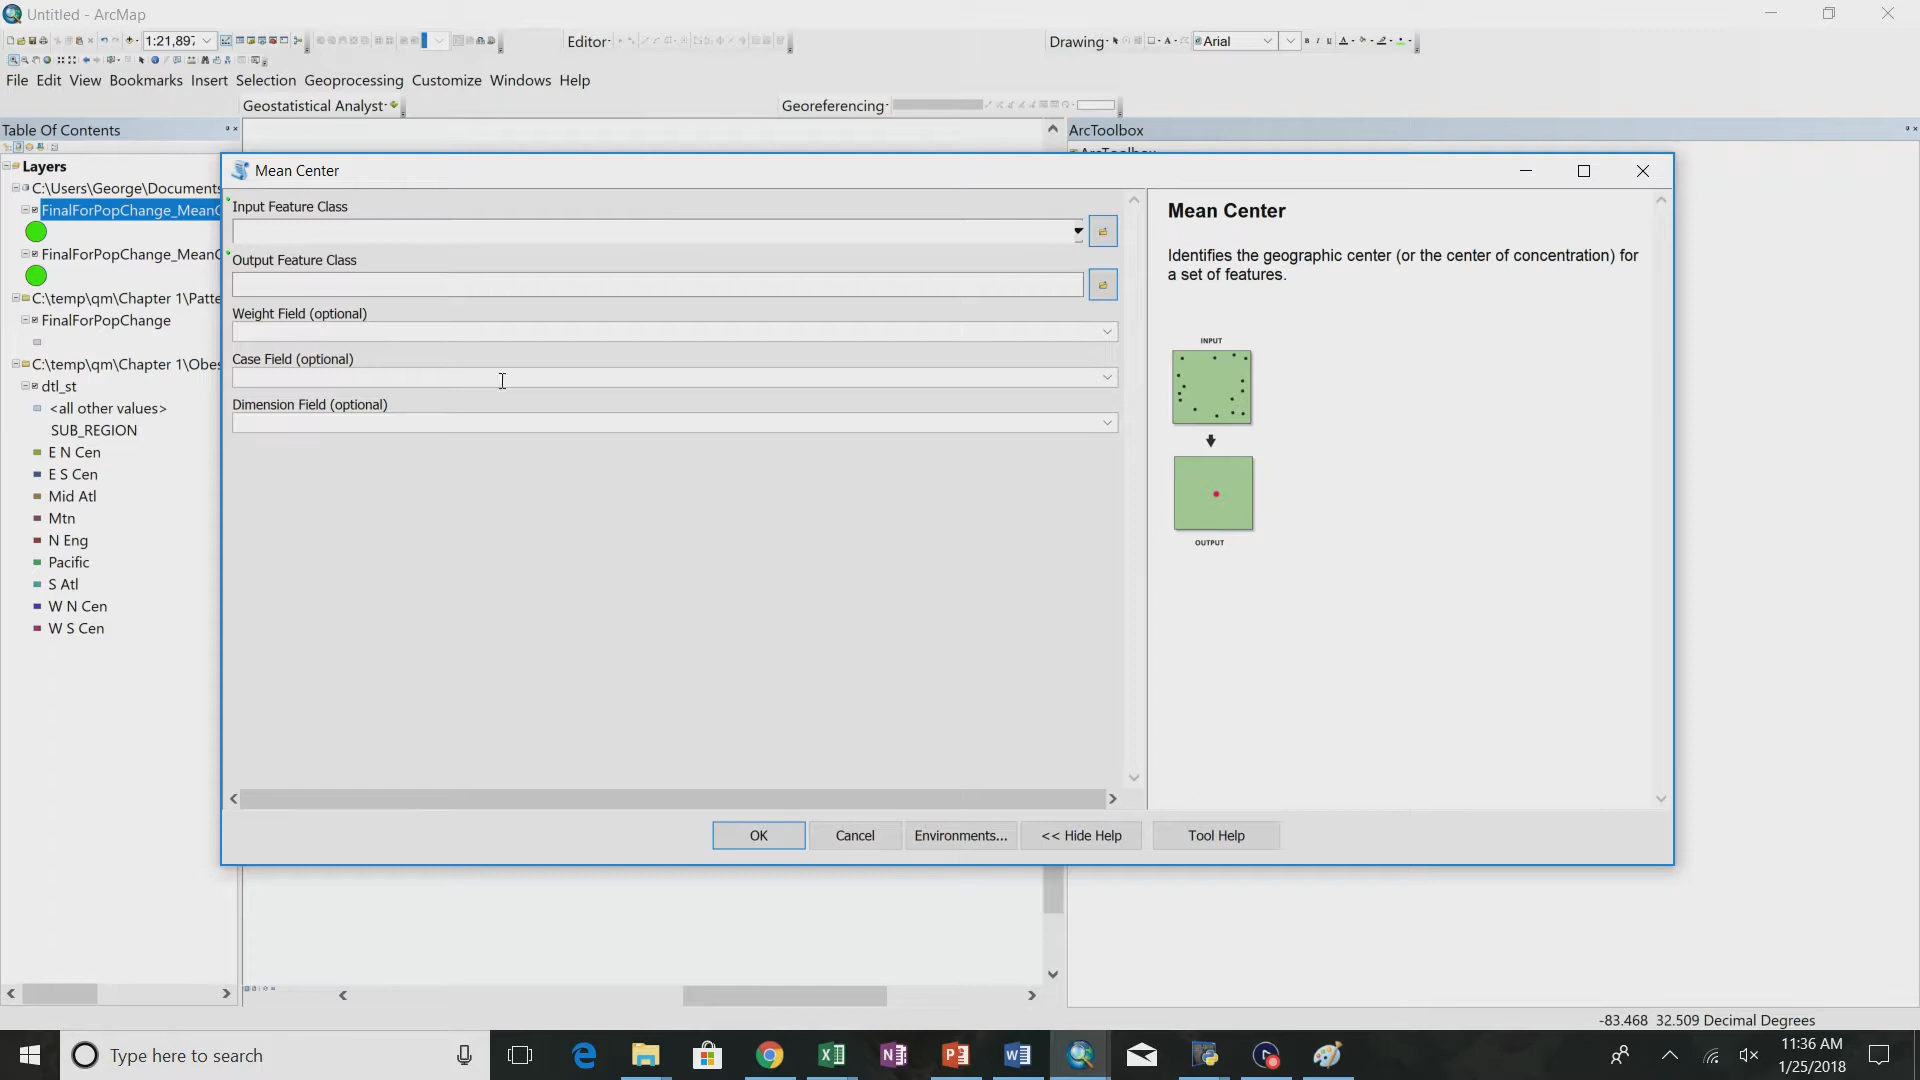 Untitled - ArcMap
1:21,897
Editor
Drawing
Arial
File Edit View Bookmarks Insert Selection Geoprocessing Customize Windows Help
Geostatistical Analyst
Georeferencing
Table Of Contents
ArcToolbox
ArcToolbox
Layers
C:\Users\George\Documents
FinalForPopChange_MeanC
FinalForPopChange_MeanC
C:\temp\qm\Chapter 1\Patte
FinalForPopChange
C:\temp\qm\Chapter 1\Obes
dtl_st
<all other values>
SUB_REGION
E N Cen
E S Cen
Mid Atl
Mtn
N Eng
Pacific
S Atl
W N Cen
W S Cen
Mean Center
Input Feature Class
Output Feature Class
Weight Field (optional)
Case Field (optional)
Dimension Field (optional)
Mean Center
Identifies the geographic center (or the center of concentration) for
a set of features.
INPUT
OUTPUT
OK Cancel Environments... << Hide Help Tool Help
-83.468 32.509 Decimal Degrees
Type here to search
11:36 AM
1/25/2018